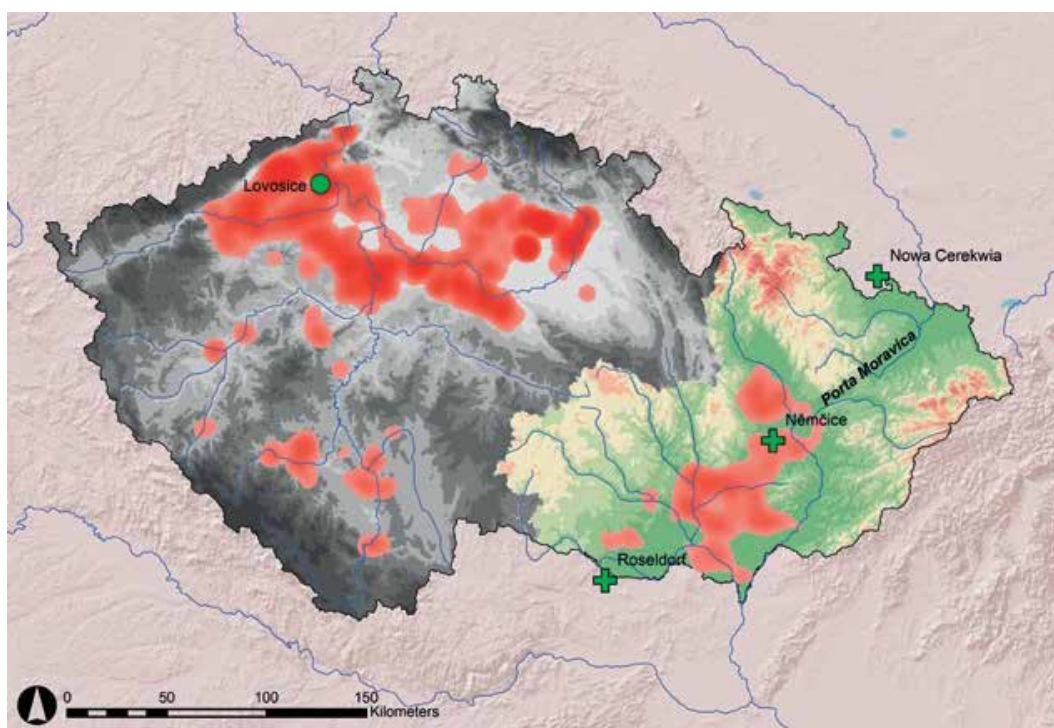 Lovosice
Nowa Cerekwia
Porta Moravica
Němčice
Roseldorf
0 50 100 150
Kilometers